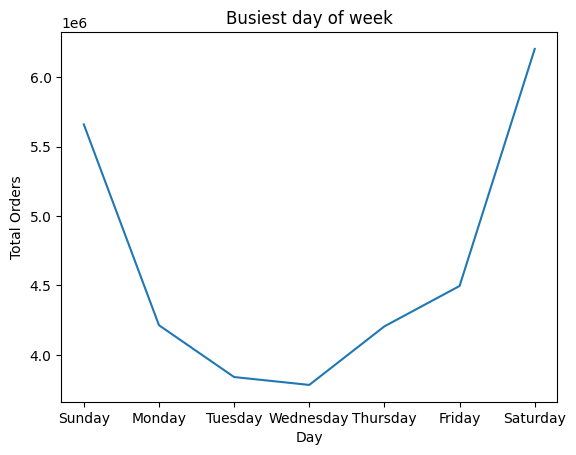 Busiest day of week
1e6
6.0
5.5
5.0
4.5
4.0
Total Orders
Sunday Monday Tuesday Wednesday Thursday Friday Saturday
Day